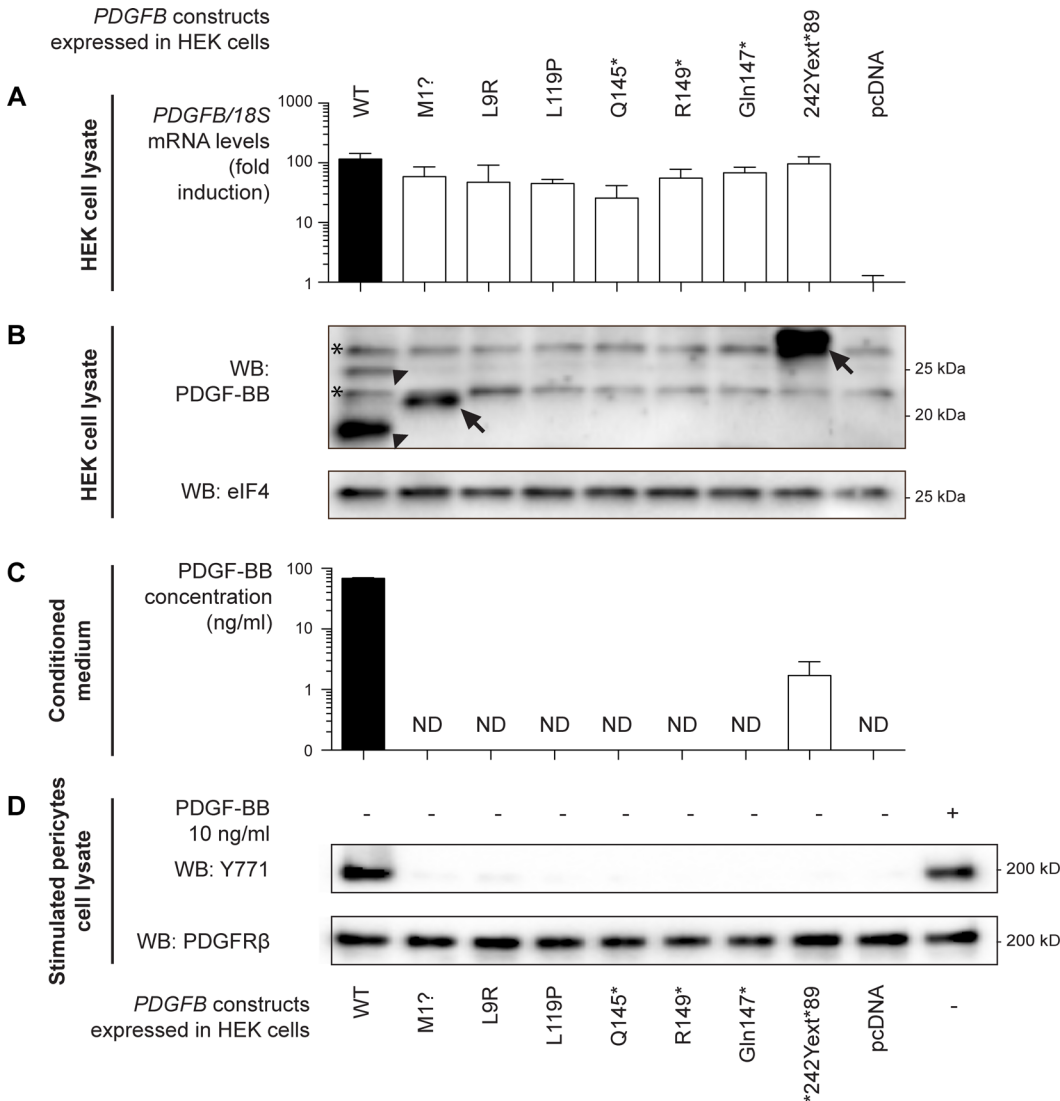 PDGFB constructs
expressed in HEK cells
WT
M1?
L9R
L119P
Q145*
R149*
Gln147*
242Yext*89
pcDNA
A
HEK cell lysate
PDGFB/18S
mRNA levels
(fold
induction)
1000
100
10
1
B
HEK cell lysate
WB:
PDGF-BB
*
*
25 kDa
20 kDa
WB: eIF4
25 kDa
C
Conditioned
medium
PDGF-BB
concentration
(ng/ml)
100
10
1
0
ND
ND
ND
ND
ND
ND
ND
D
Stimulated pericytes
cell lysate
PDGF-BB
10 ng/ml
- - - - - - - - - +
WB: Y771
200 kD
WB: PDGFRβ
200 kD
PDGFB constructs
expressed in HEK cells
WT
M1?
L9R
L119P
Q145*
R149*
Gln147*
*242Yext*89
pcDNA
-